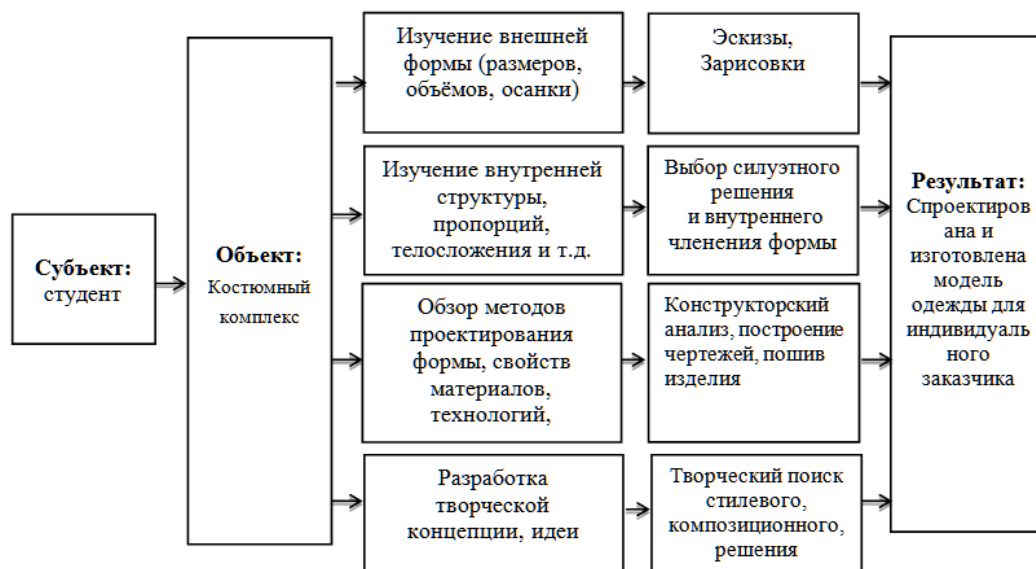 Субъект:
студент
Объект:
Костюмный
комплекс
Изучение внешней
формы (размеров,
объёмов, осанки)
Эскизы,
Зарисовки
Изучение внутренней
структуры,
пропорций,
телосложения и т.д.
Выбор силуэтного
решения
и внутреннего
членения формы
Обзор методов
проектирования
формы, свойств
материалов,
технологий,
Конструкторский
анализ, построение
чертежей, пошив
изделия
Разработка
творческой
концепции, идеи
Творческий поиск
стилевого,
композиционного,
решения
Результат:
Спроектиров
ана и
изготовлена
модель
одежды для
индивидуаль
ного
заказчика